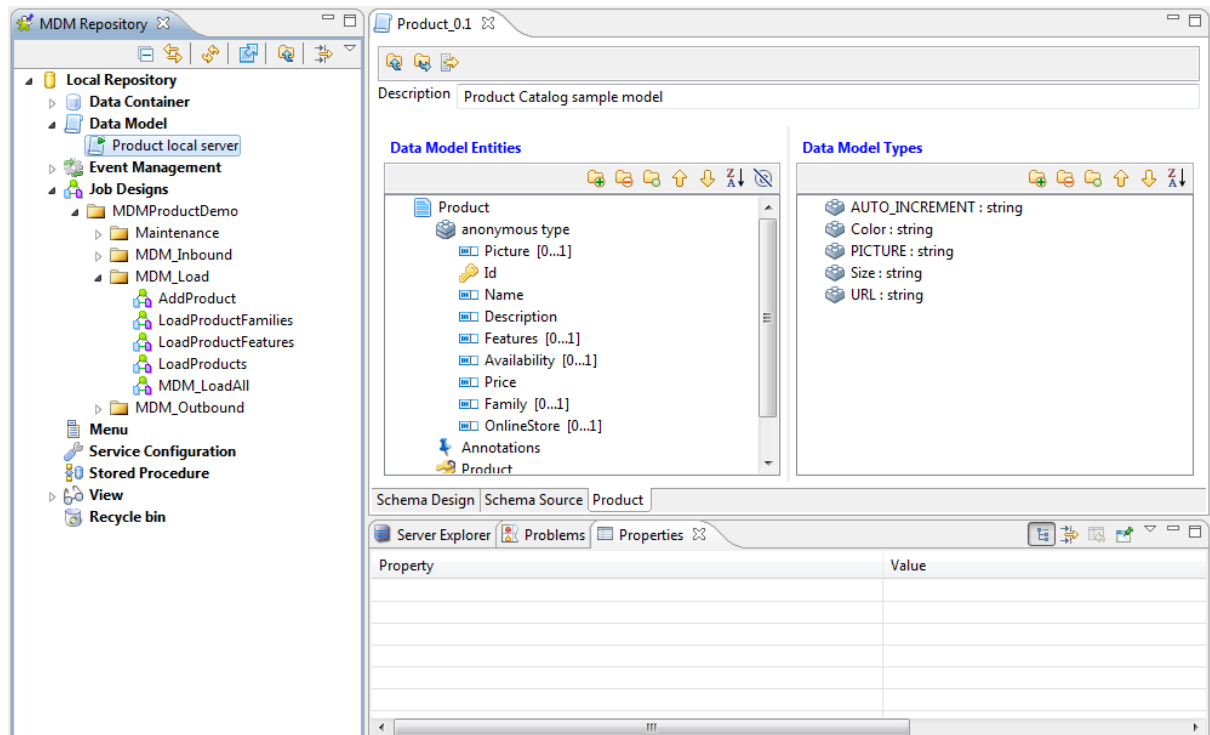 MDM Repository
Local Repository
Data Container
Data Model
Product local server
Event Management
Job Designs
MDMProductDemo
Maintenance
MDM_Inbound
MDM_Load
AddProduct
LoadProductFamilies
LoadProductFeatures
LoadProducts
MDM_LoadAll
MDM_Outbound
Menu
Service Configuration
Stored Procedure
View
Recycle bin
Product_0.1
Description Product Catalog sample model
Data Model Entities
Product
anonymous type
Picture [0...1]
Id
Name
Description
Features [0...1]
Availability [0...1]
Price
Family [0...1]
OnlineStore [0...1]
Annotations
Product
Data Model Types
AUTO_INCREMENT : string
Color : string
PICTURE : string
Size : string
URL : string
Schema Design Schema Source Product
Server Explorer Problems Properties
Property Value